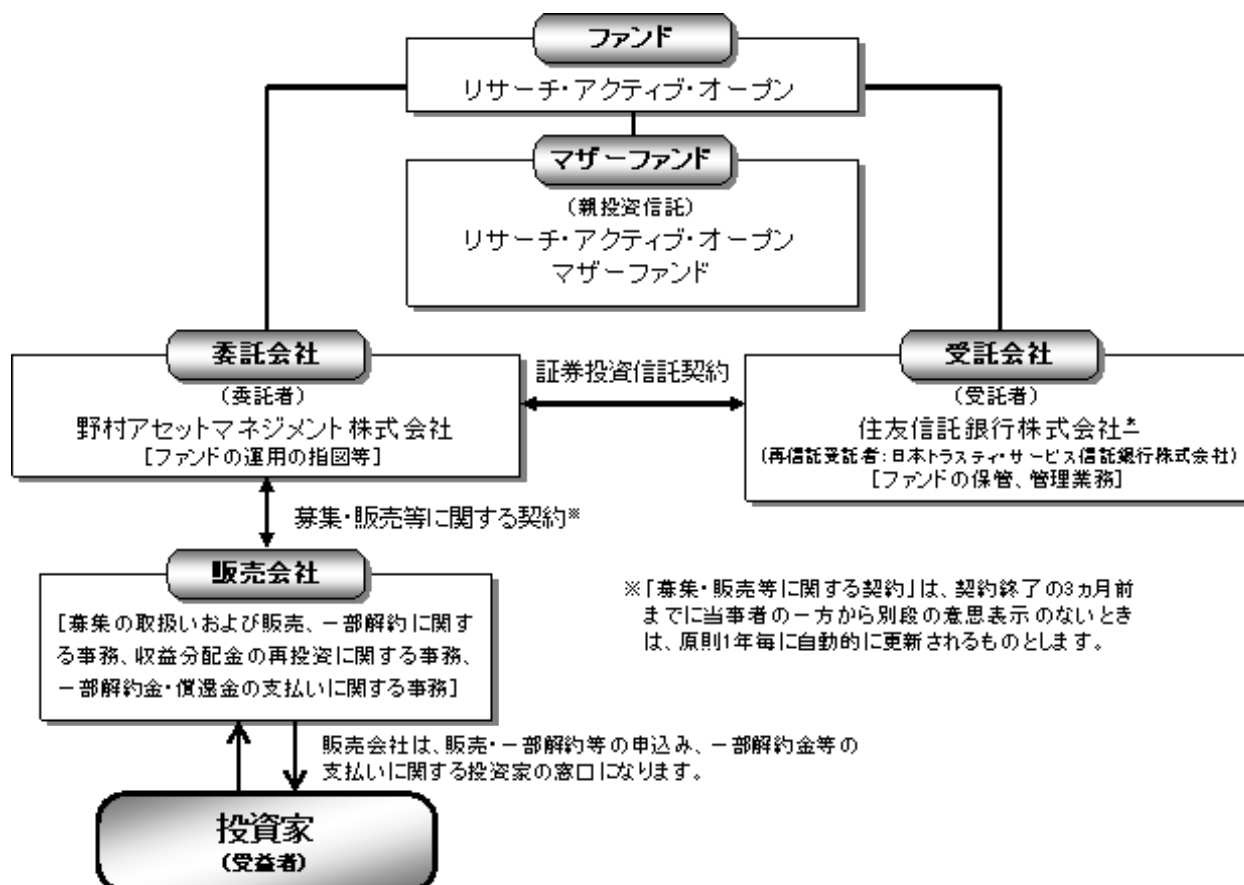 ファンド
リサーチ・アクティブ・オープン
マザーファンド
(親投資信託)
リサーチ・アクティブ・オープン
マザーファンド
委託会社
(委託者)
野村アセットマネジメント株式会社
[ファンドの運用の指図等]
証券投資信託契約
受託会社
(受託者)
住友信託銀行株式会社*
(再信託受託者:日本トラスティ・サービス信託銀行株式会社)
[ファンドの保管、管理業務]
募集・販売等に関する契約※
販売会社
[募集の取扱いおよび販売、一部解約に関す
る事務、収益分配金の再投資に関する事務、
一部解約金・償還金の支払いに関する事務]
※「募集・販売等に関する契約」は、契約終了の3ヵ月前
までに当事者の一方から別段の意思表示のないとき
は、原則1年毎に自動的に更新されるものとします。
販売会社は、販売・一部解約等の申込み、一部解約金等の
支払いに関する投資家の窓口になります。
投資家
(受益者)